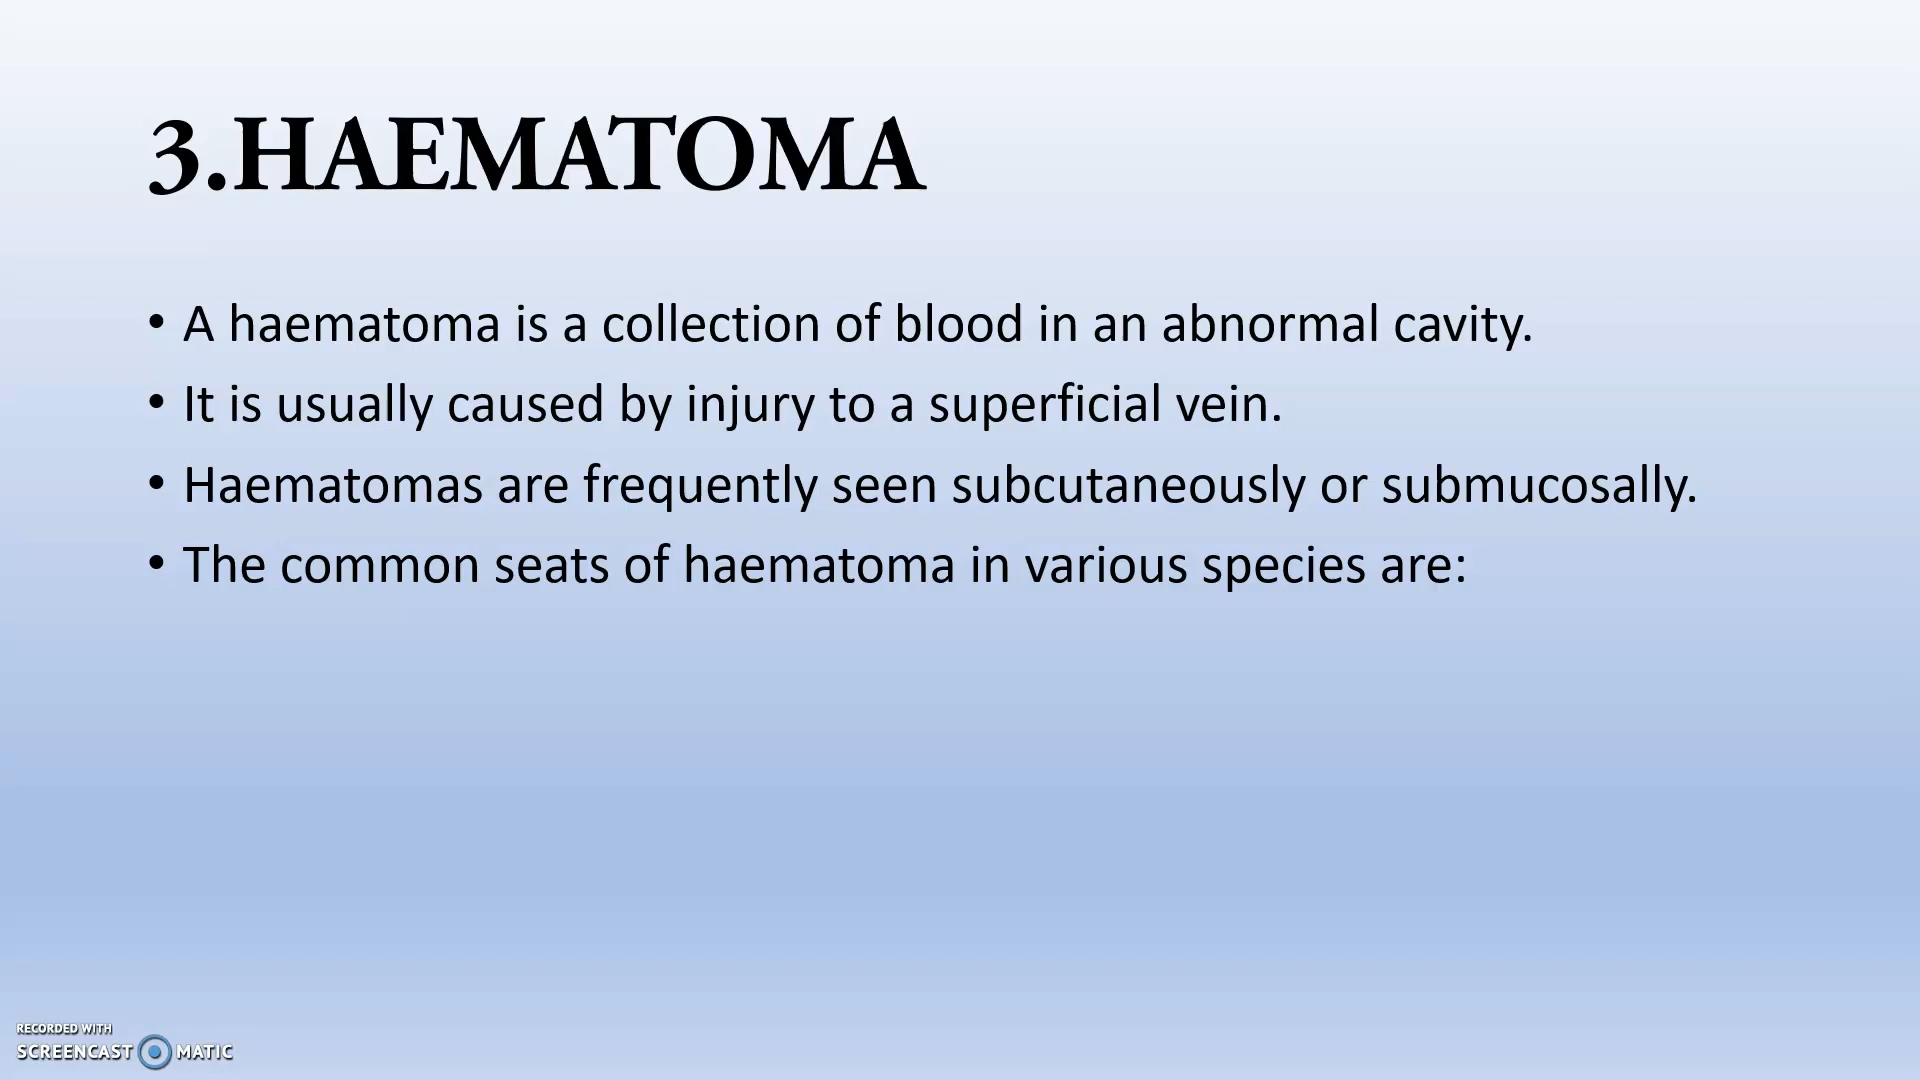 3.HAEMATOMA
• A haematoma is a collection of blood in an abnormal cavity.
• It is usually caused by injury to a superficial vein.
• Haematomas are frequently seen subcutaneously or submucosally.
• The common seats of haematoma in various species are:
RECORDED WITH
SCREENCAST MATIC